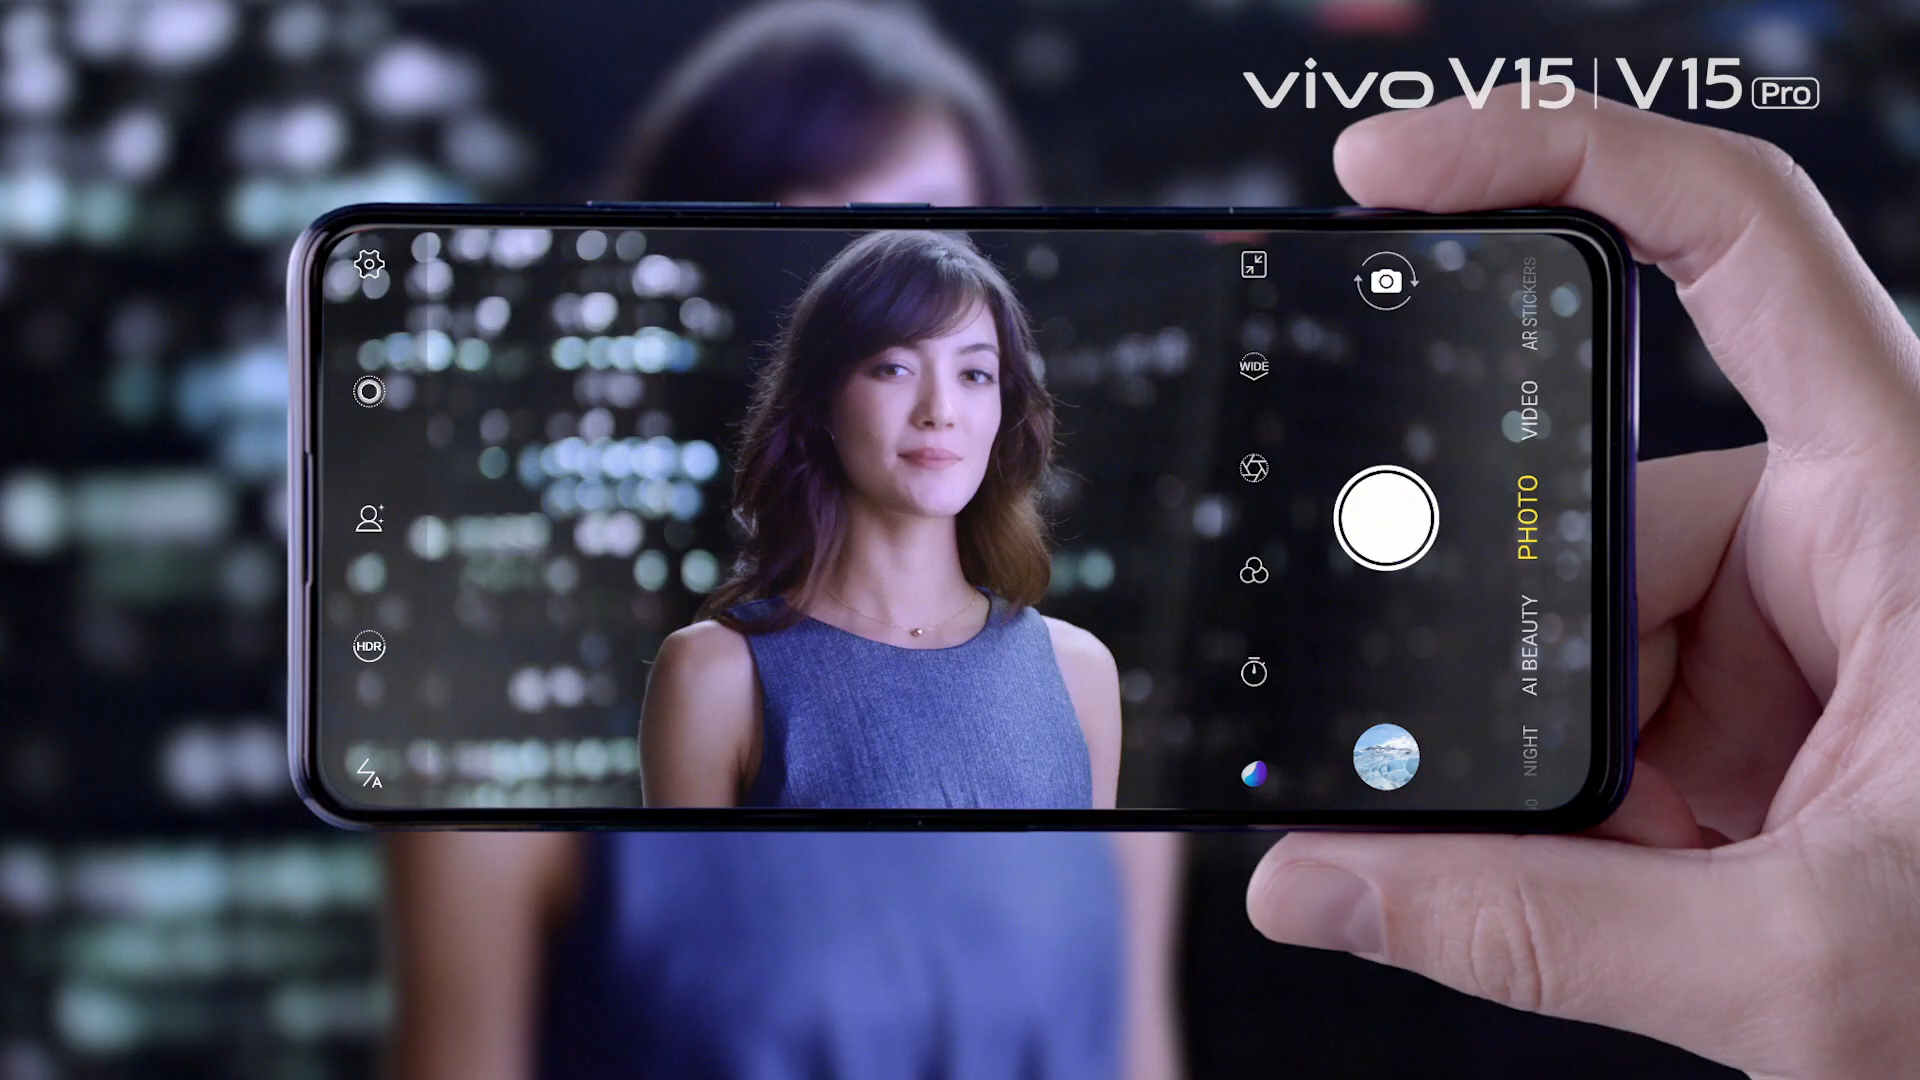 vivo V15 | V15 Pro
WIDE
HDR
A
AR STICKERS
VIDEO
PHOTO
AI BEAUTY
NIGHT